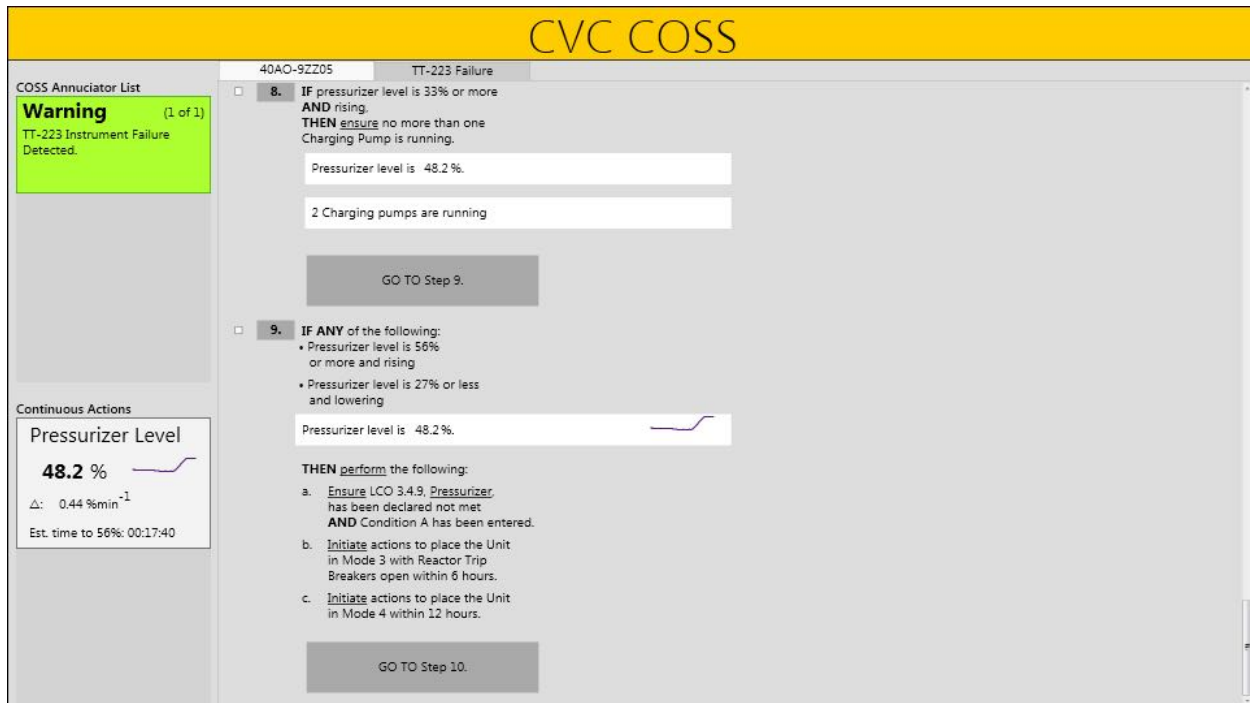 CVC COSS
40AO-9ZZ05
TT-223 Failure
COSS Annuciator List
Warning (1 of 1)
TT-223 Instrument Failure
Detected.
Continuous Actions
Pressurizer Level
48.2 %
△: 0.44 %min-1
Est. time to 56%: 00:17:40
8. IF pressurizer level is 33% or more
AND rising,
THEN ensure no more than one
Charging Pump is running.
Pressurizer level is 48.2%.
2 Charging pumps are running
GO TO Step 9.
9. IF ANY of the following:
• Pressurizer level is 56%
or more and rising
• Pressurizer level is 27% or less
and lowering
Pressurizer level is 48.2%.
THEN perform the following:
a. Ensure LCO 3.4.9, Pressurizer,
has been declared not met
AND Condition A has been entered.
b. Initiate actions to place the Unit
in Mode 3 with Reactor Trip
Breakers open within 6 hours.
c. Initiate actions to place the Unit
in Mode 4 within 12 hours.
GO TO Step 10.